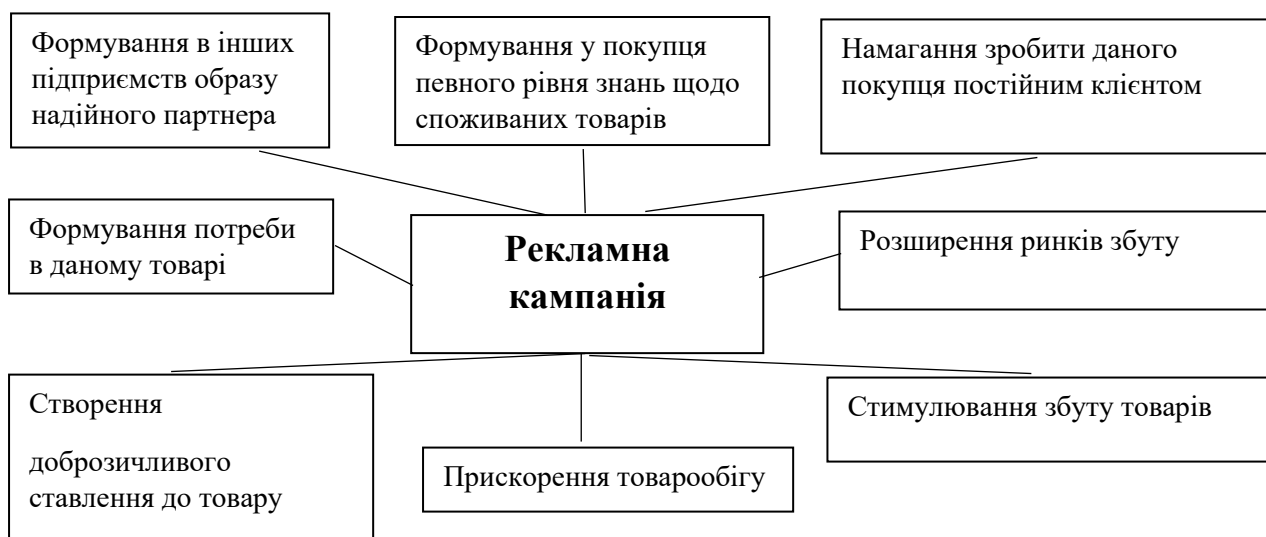 Формування в інших
підприємств образу
надійного партнера
Формування у покупця
певного рівня знань щодо
споживаних товарів
Намагання зробити даного
покупця постійним клієнтом
Формування потреби
в даному товарі
Рекламна
кампанія
Розширення ринків збуту
Створення
доброзичливого
ставлення до товару
Прискорення товарообігу
Стимулювання збуту товарів